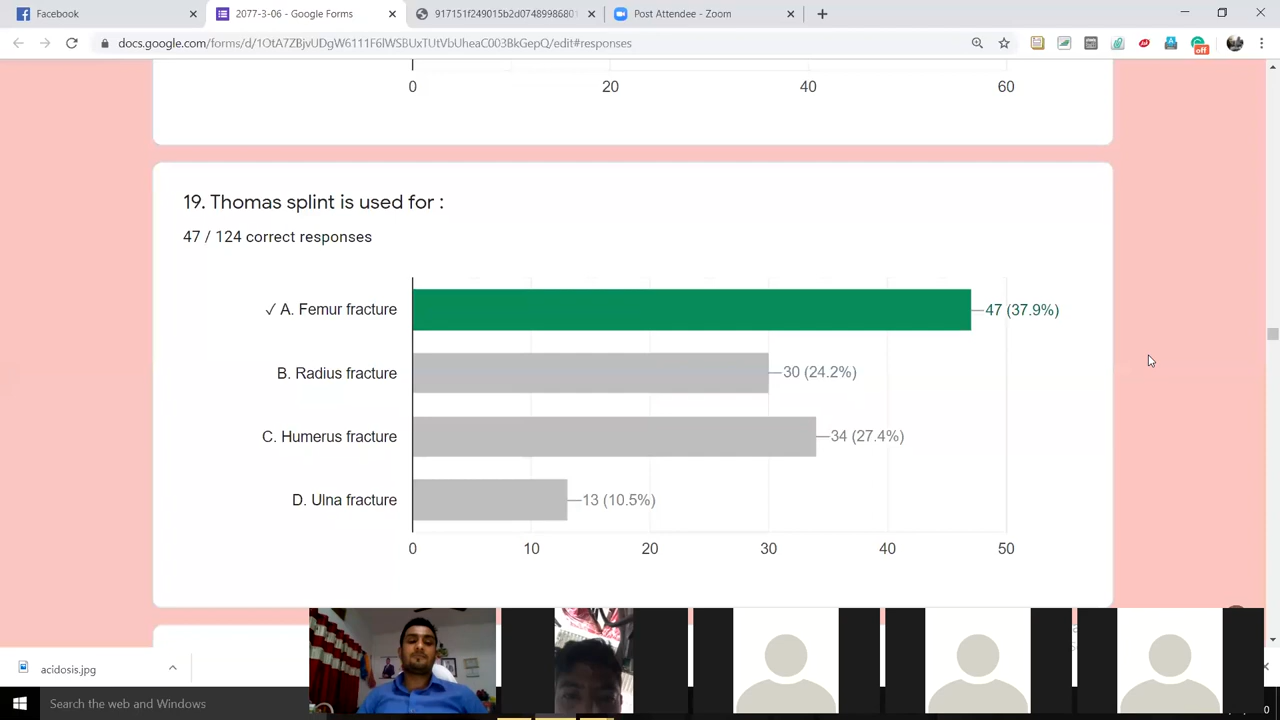 Facebook
2077-3-06 - Google Forms
917151f249015b2d07489986801
Post Attendee - Zoom
docs.google.com/forms/d/1OtA7ZBjvUDgW6111F6lWSBUxTUtVbUheaC003RkGepQ/edit#responses
off
0 20 40 60
19. Thomas splint is used for :
47 / 124 correct responses
✓ A. Femur fracture 47 (37.9%)
B. Radius fracture 30 (24.2%)
C. Humerus fracture 34 (27.4%)
D. Ulna fracture 13 (10.5%)
0 10 20 30 40 50
acidosis.jpg
Search the web and Windows